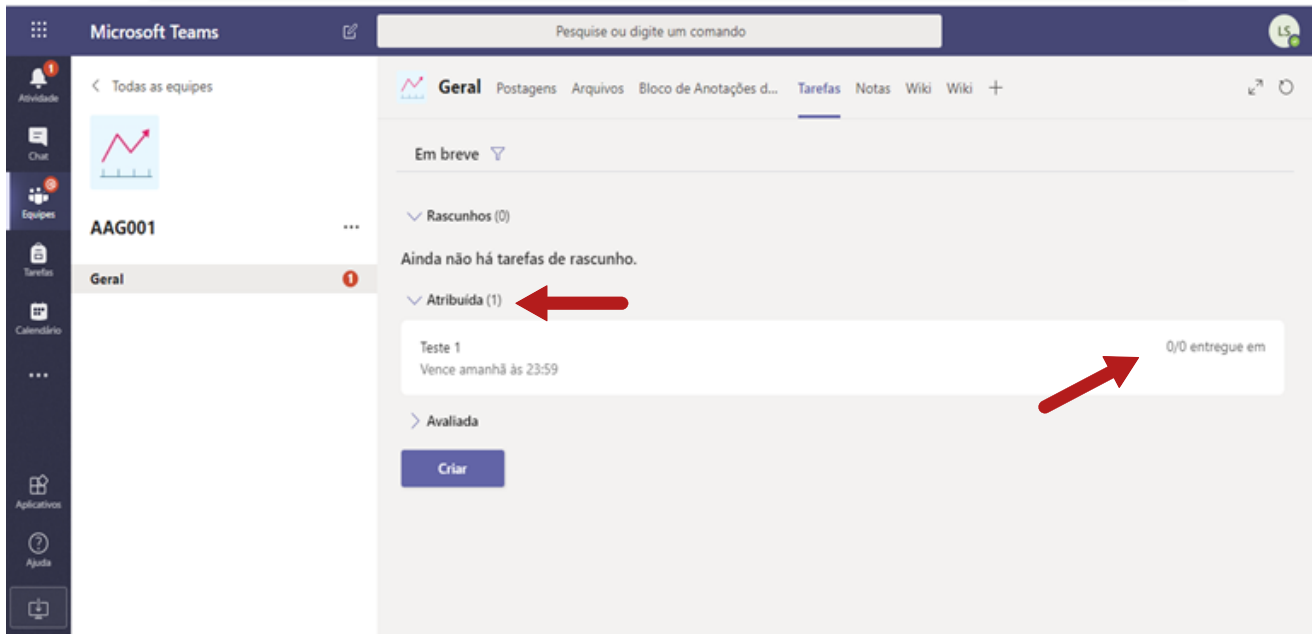 Microsoft Teams
Pesquise ou digite um comando
LS
Atividade
1
Chat
Equipes
Tarefas
Calendário
Aplicativos
Ajuda
Todas as equipes
AAG001
Geral
1
Geral Postagens Arquivos Bloco de Anotações d... Tarefas Notas Wiki Wiki
Em breve
Rascunhos (0)
Ainda não há tarefas de rascunho.
Atribuída (1)
Teste 1
0/0 entregue em
Vence amanhã às 23:59
Avaliada
Criar